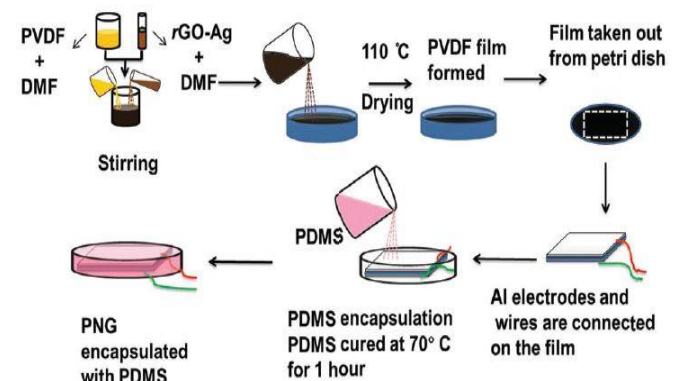 PVDF
+
DMF
rGO-Ag
+
DMF
Stirring
110 ℃
Drying
PVDF film
formed
Film taken out
from petri dish
Al electrodes and
wires are connected
on the film
PDMS
PDMS encapsulation
PDMS cured at 70° C
for 1 hour
PNG
encapsulated
with PDMS